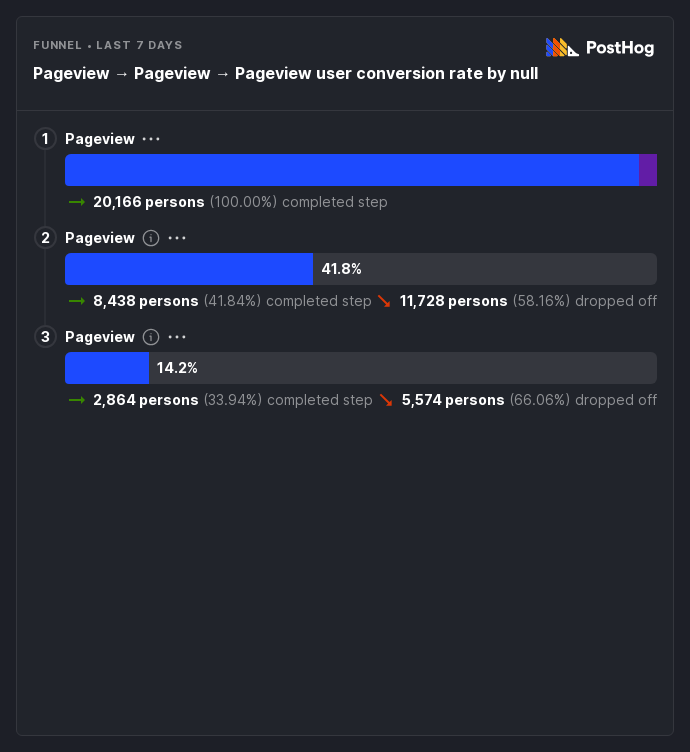 FUNNEL • LAST 7 DAYS
PostHog
Pageview → Pageview → Pageview user conversion rate by null
1 Pageview ···
→ 20,166 persons (100.00%) completed step
2 Pageview ⓘ ···
41.8%
→ 8,438 persons (41.84%) completed step ↘ 11,728 persons (58.16%) dropped off
3 Pageview ⓘ ···
14.2%
→ 2,864 persons (33.94%) completed step ↘ 5,574 persons (66.06%) dropped off